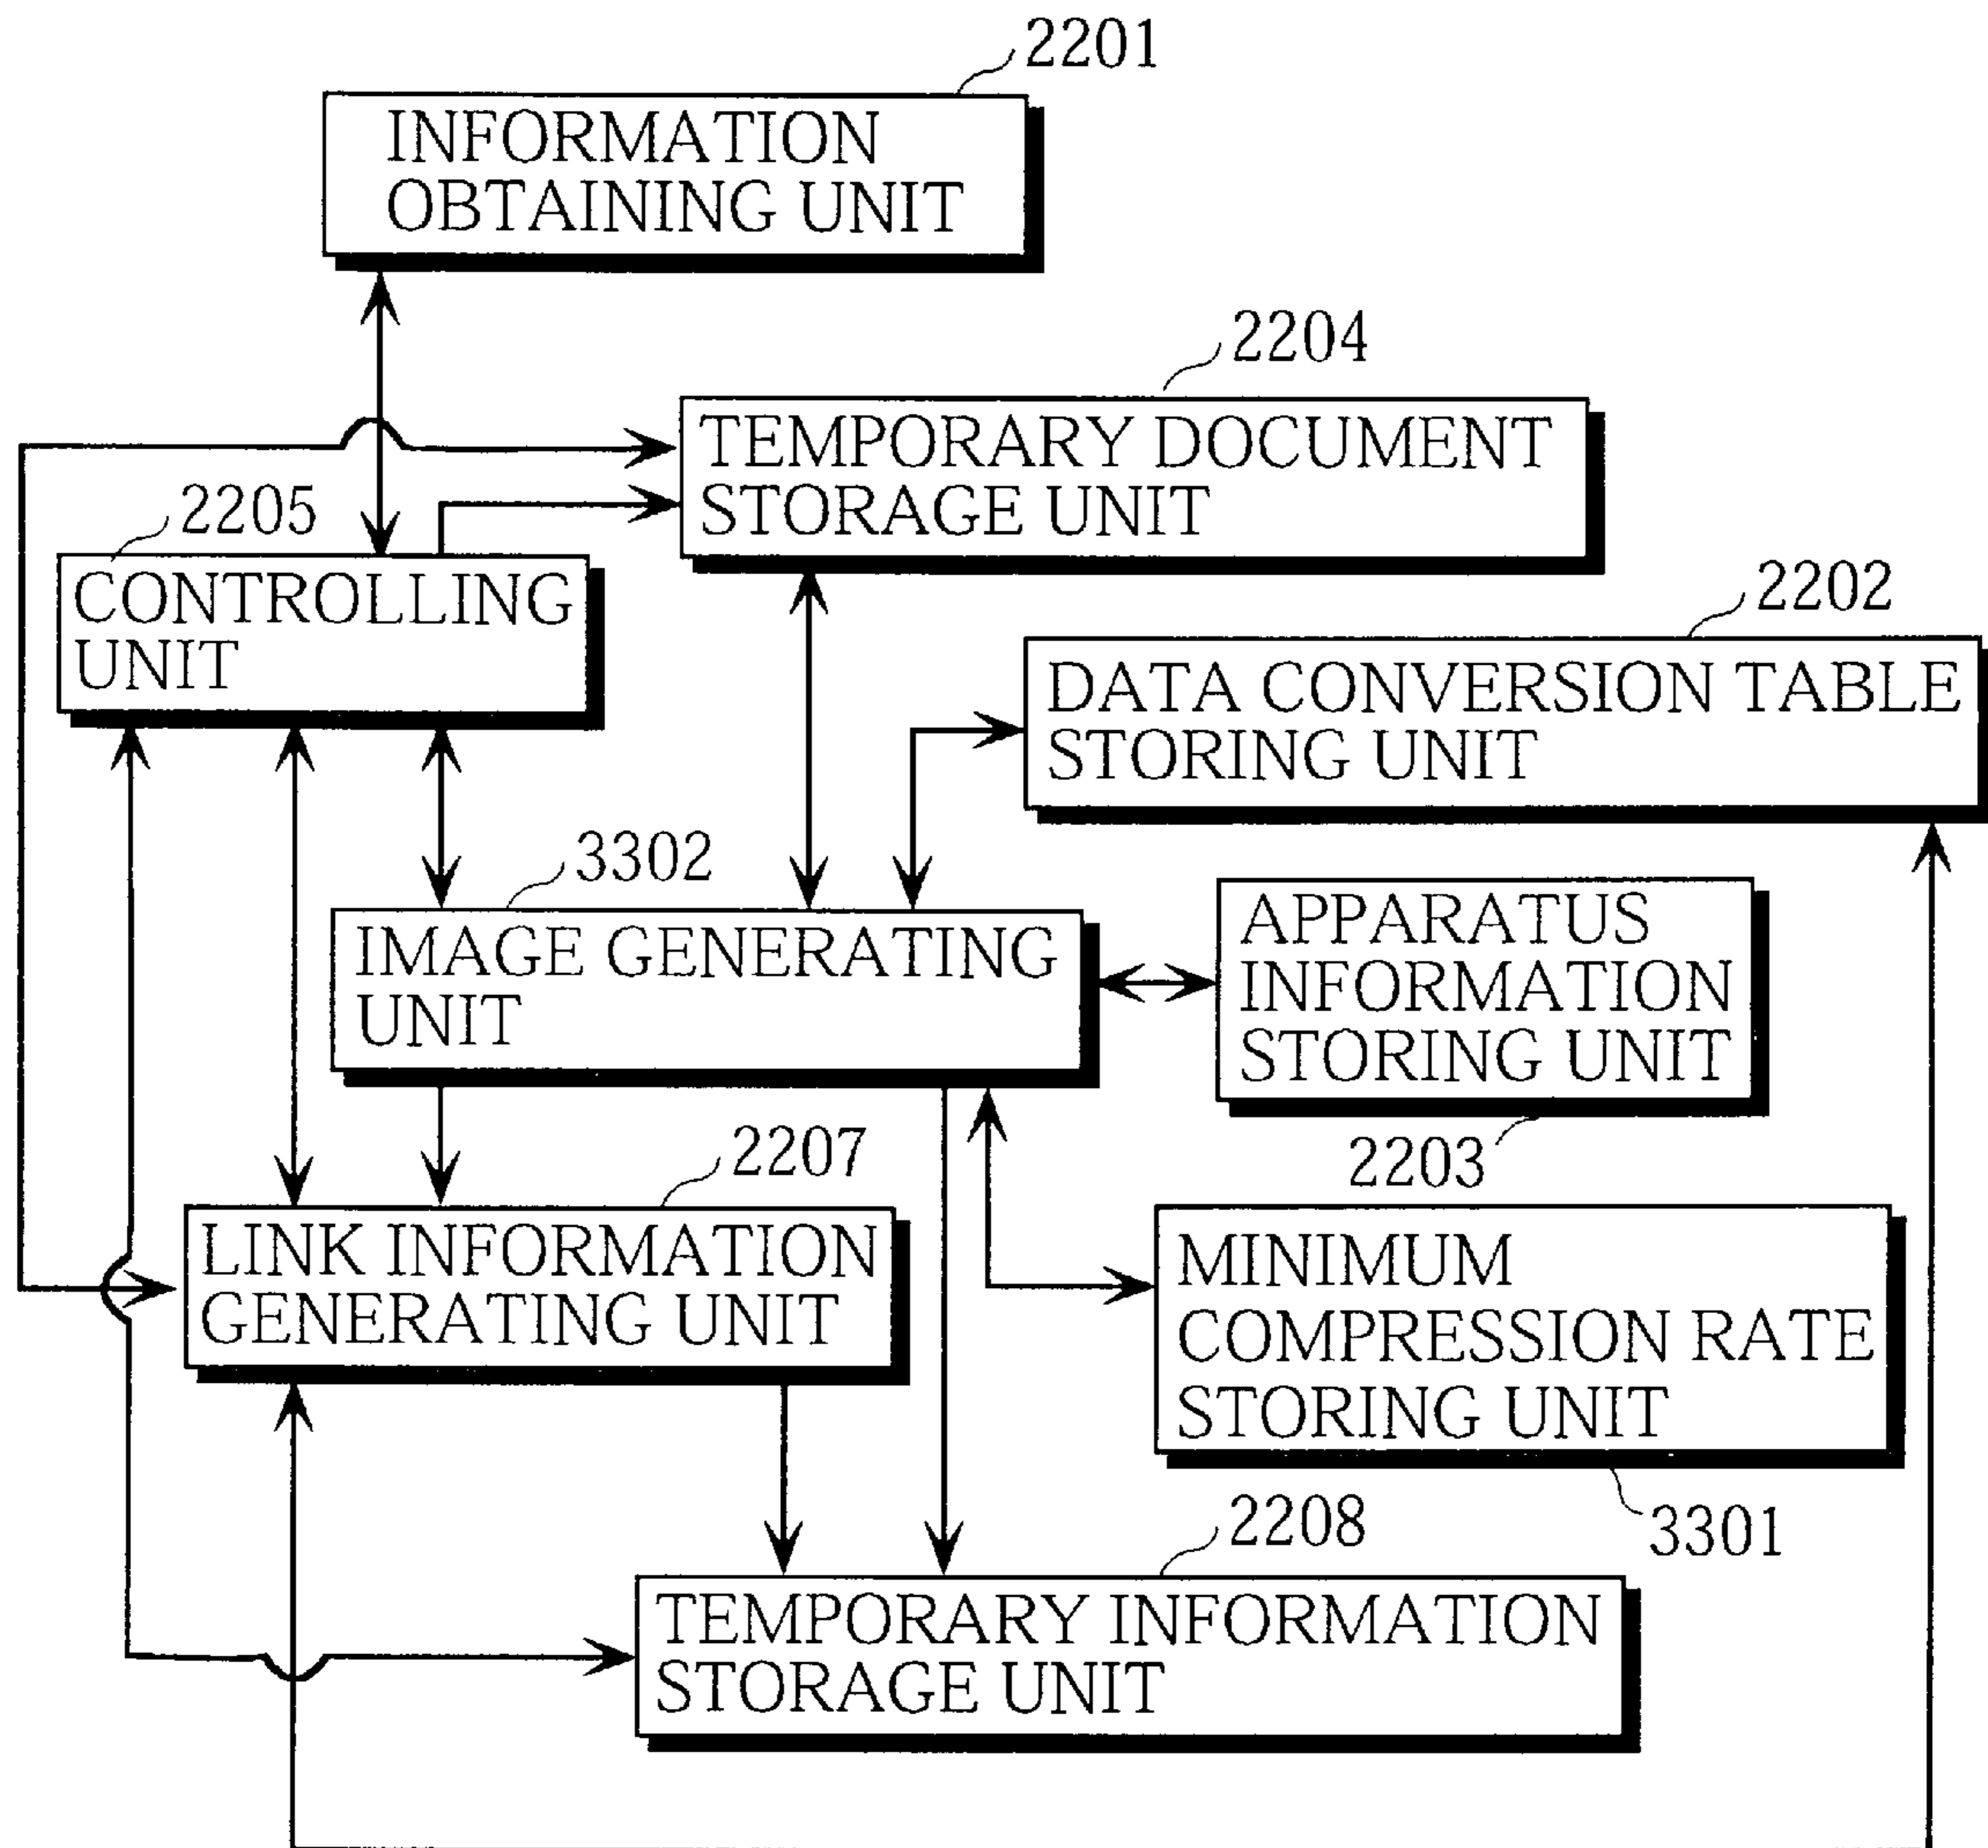 2201
INFORMATION
OBTAINING UNIT
2204
TEMPORARY DOCUMENT
STORAGE UNIT
2205
CONTROLLING
UNIT
2202
DATA CONVERSION TABLE
STORING UNIT
3302
IMAGE GENERATING
UNIT
APPARATUS
INFORMATION
STORING UNIT
2203
2207
LINK INFORMATION
GENERATING UNIT
MINIMUM
COMPRESSION RATE
STORING UNIT
3301
2208
TEMPORARY INFORMATION
STORAGE UNIT